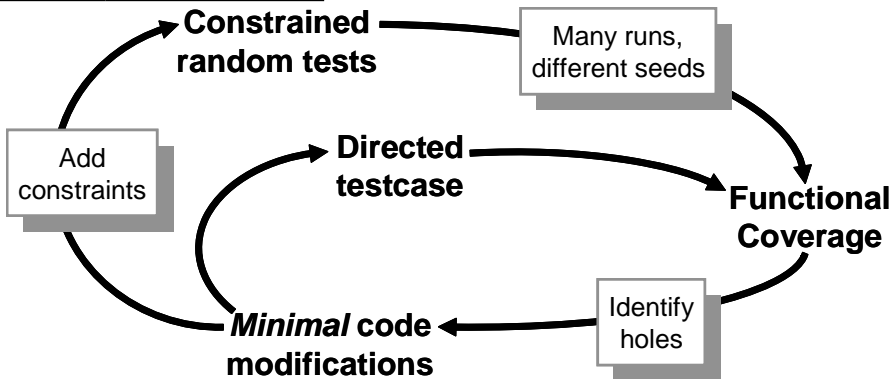 Constrained
random tests
Many runs,
different seeds
Add
constraints
Directed
testcase
Functional
Coverage
Identify
holes
Minimal code
modifications